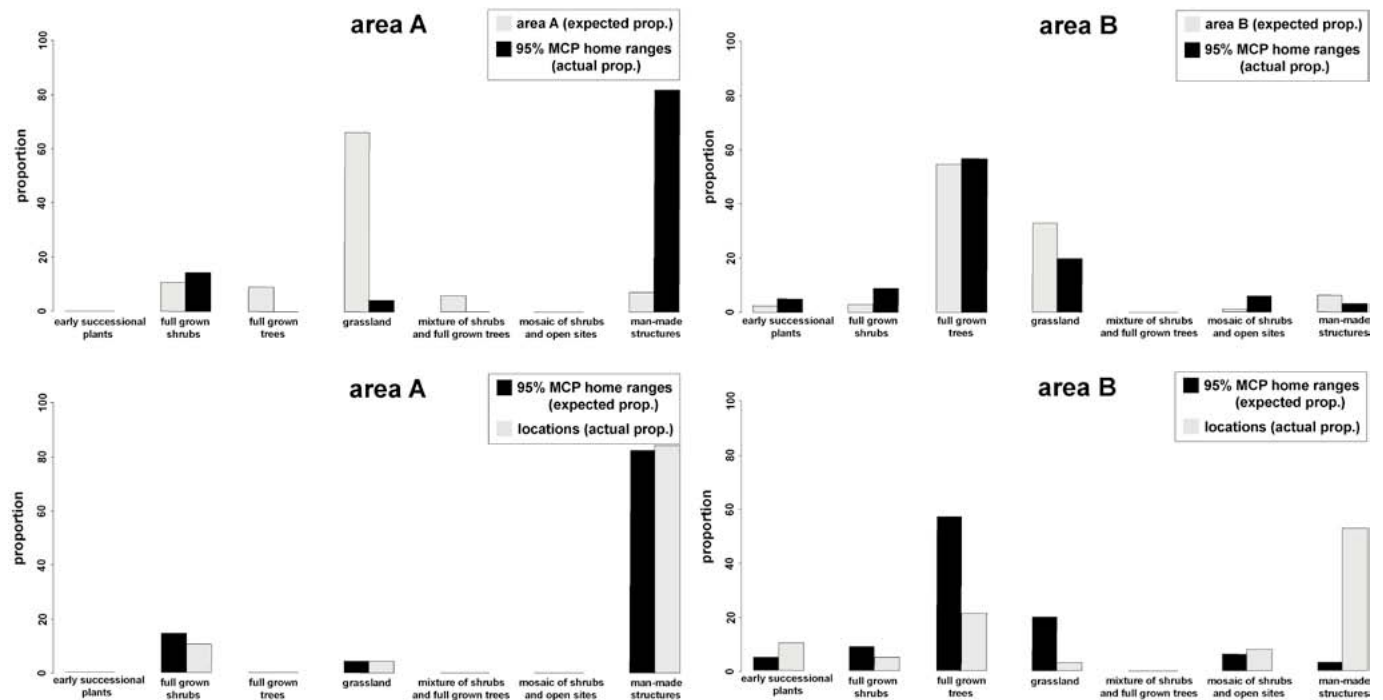 area A
area A (expected prop.)
95% MCP home ranges
(actual prop.)
proportion
100
80
60
40
20
0
early successional
plants
full grown
shrubs
full grown
trees
grassland
mixture of shrubs
and full grown trees
mosaic of shrubs
and open sites
man-made
structures
area B
area B (expected prop.)
95% MCP home ranges
(actual prop.)
proportion
100
80
60
40
20
0
early successional
plants
full grown
shrubs
full grown
trees
grassland
mixture of shrubs
and full grown trees
mosaic of shrubs
and open sites
man-made
structures
area A
95% MCP home ranges
(expected prop.)
locations (actual prop.)
proportion
100
80
60
40
20
0
early successional
plants
full grown
shrubs
full grown
trees
grassland
mixture of shrubs
and full grown trees
mosaic of shrubs
and open sites
man-made
structures
area B
95% MCP home ranges
(expected prop.)
locations (actual prop.)
proportion
100
80
60
40
20
0
early successional
plants
full grown
shrubs
full grown
trees
grassland
mixture of shrubs
and full grown trees
mosaic of shrubs
and open sites
man-made
structures